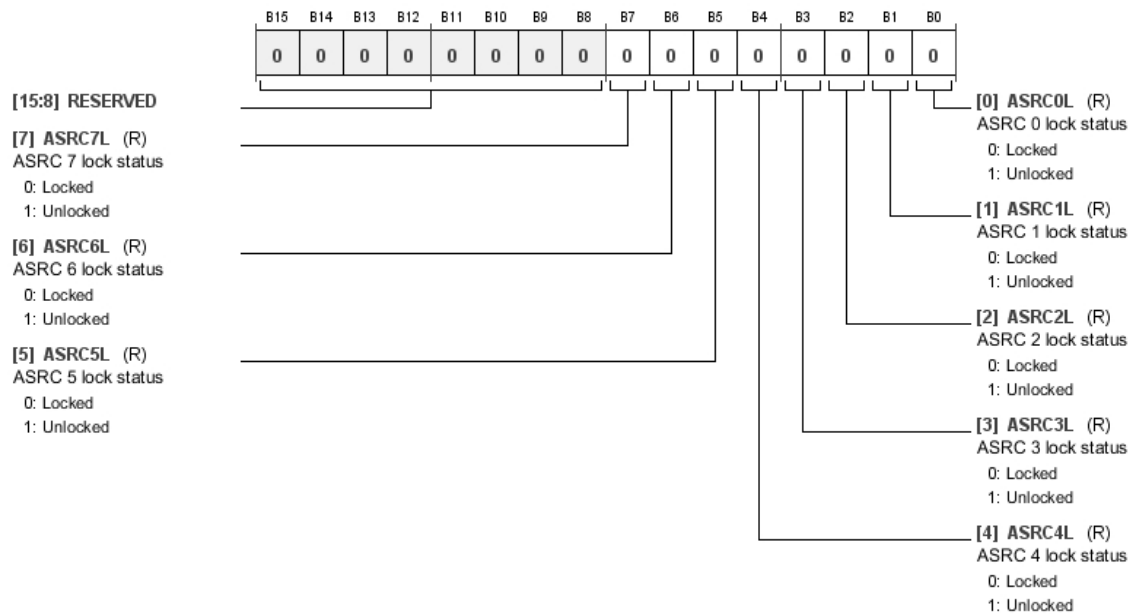 B15 B14 B13 B12 B11 B10 B9 B8 B7 B6 B5 B4 B3 B2 B1 B0
0 0 0 0 0 0 0 0 0 0 0 0 0 0 0 0
[15:8] RESERVED
[7] ASRC7L (R)
ASRC 7 lock status
0: Locked
1: Unlocked
[6] ASRC6L (R)
ASRC 6 lock status
0: Locked
1: Unlocked
[5] ASRC5L (R)
ASRC 5 lock status
0: Locked
1: Unlocked
[0] ASRC0L (R)
ASRC 0 lock status
0: Locked
1: Unlocked
[1] ASRC1L (R)
ASRC 1 lock status
0: Locked
1: Unlocked
[2] ASRC2L (R)
ASRC 2 lock status
0: Locked
1: Unlocked
[3] ASRC3L (R)
ASRC 3 lock status
0: Locked
1: Unlocked
[4] ASRC4L (R)
ASRC 4 lock status
0: Locked
1: Unlocked